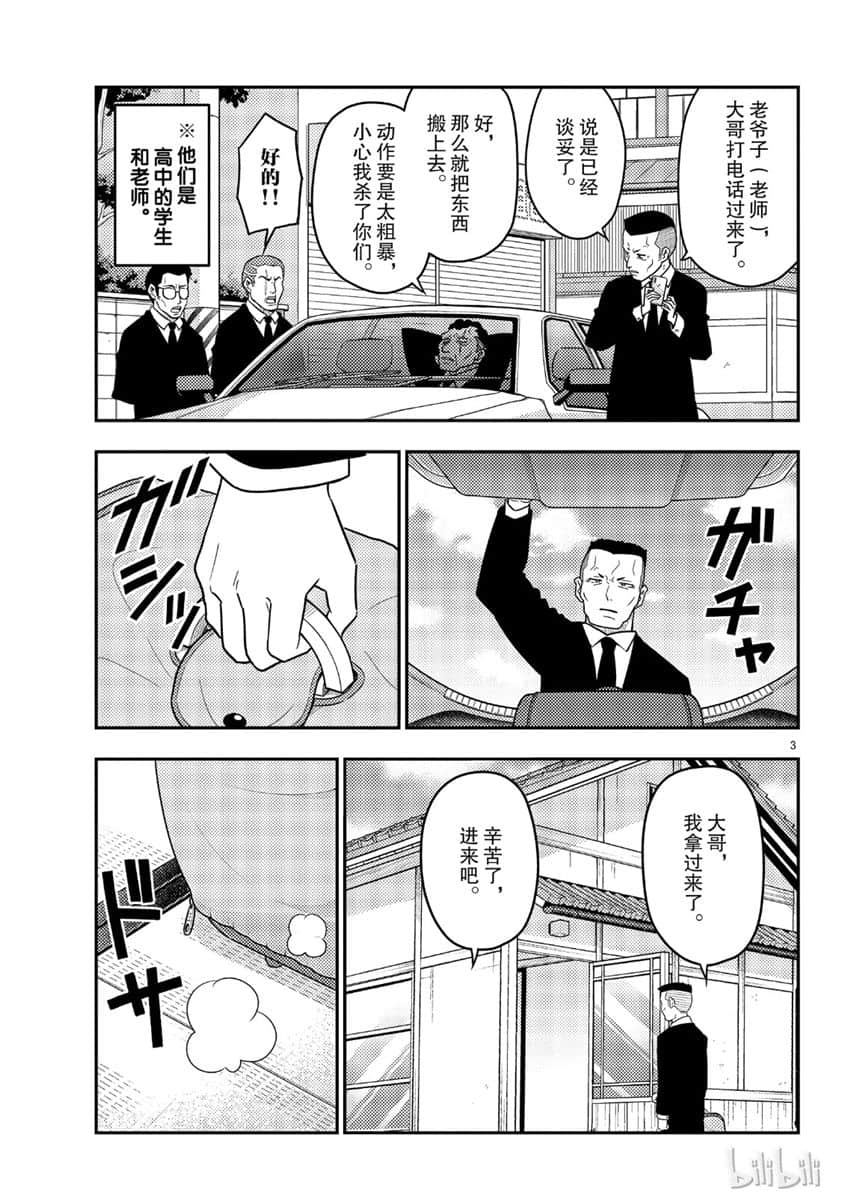 老爷子（老师），
大哥打电话过来了。
说是已经
谈妥了。
好，
那么就把东西
搬上去。
动作要是太粗暴，
小心我杀了你们。
好的！！
※他们是
高中的学生
和老师。
ガチャ
ガシッ
3
大哥，
我拿过来了。
辛苦了，
进来吧。
ドサ
bilibili